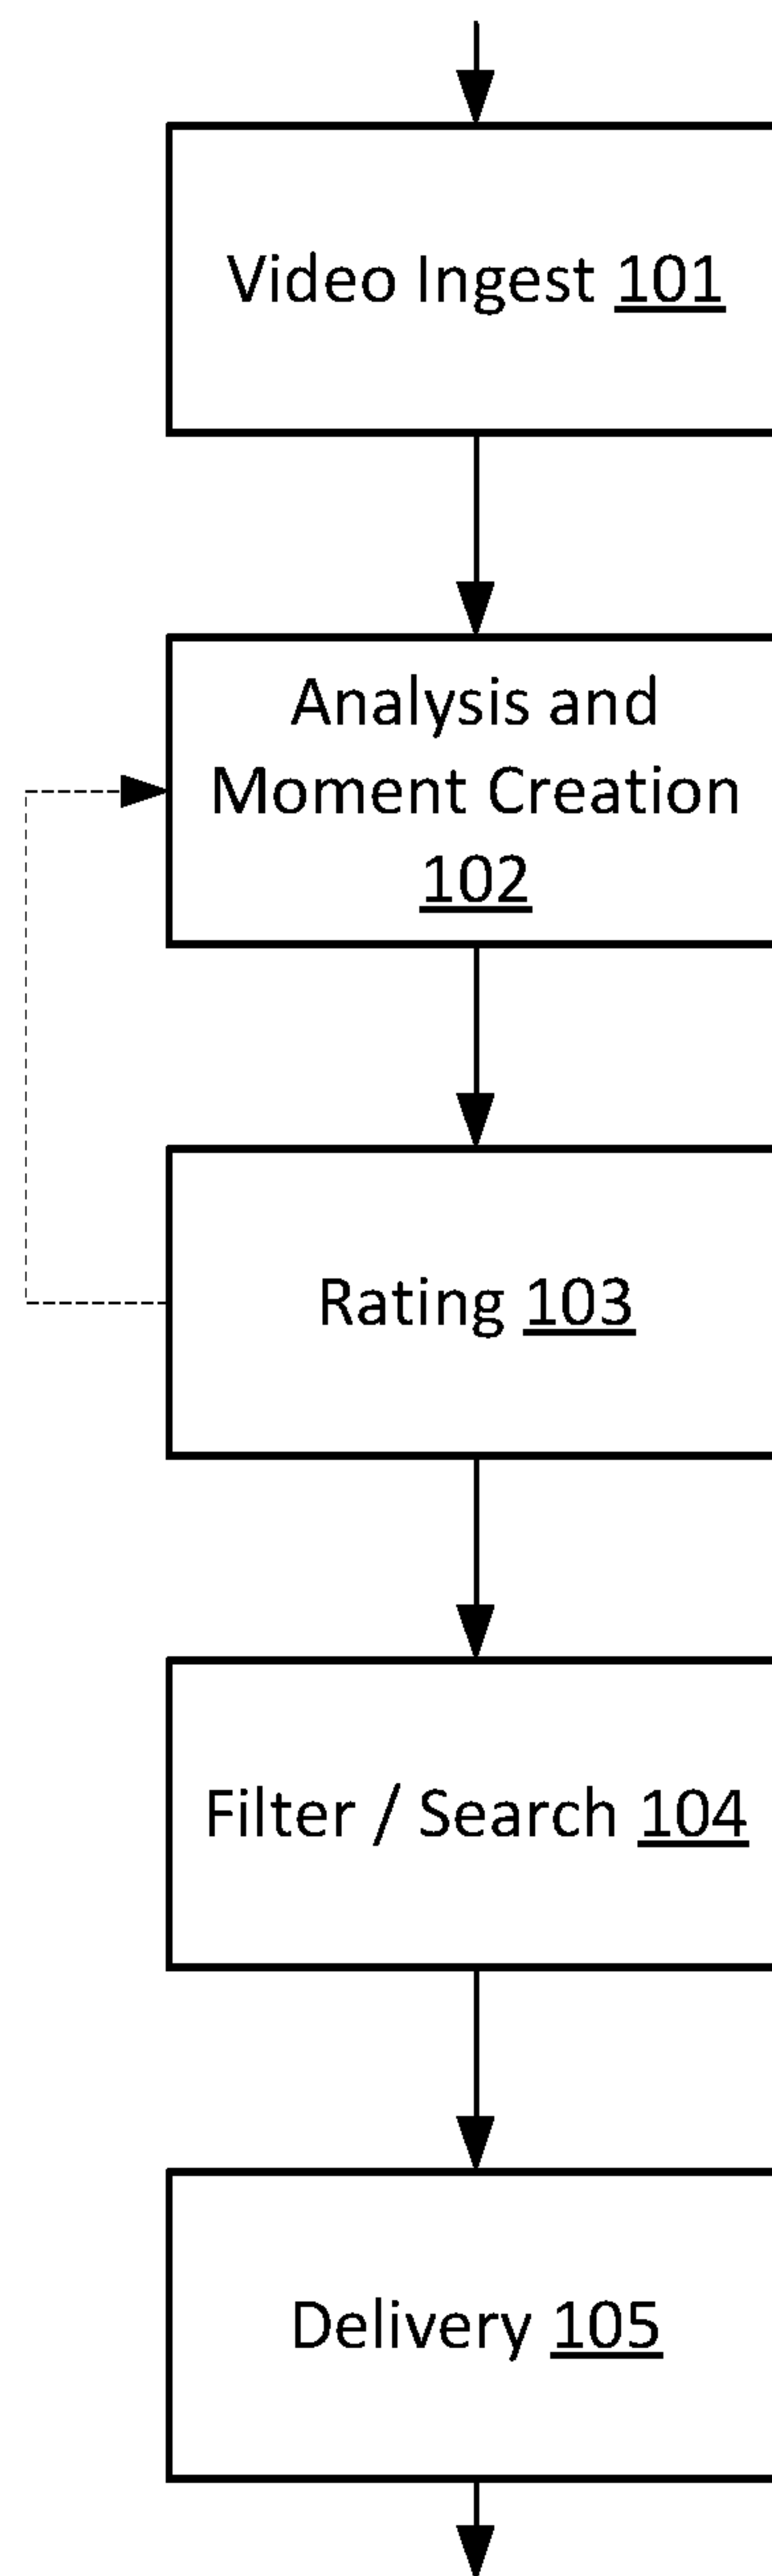 Video Ingest 101
Analysis and
Moment Creation
102
Rating 103
Filter / Search 104
Delivery 105